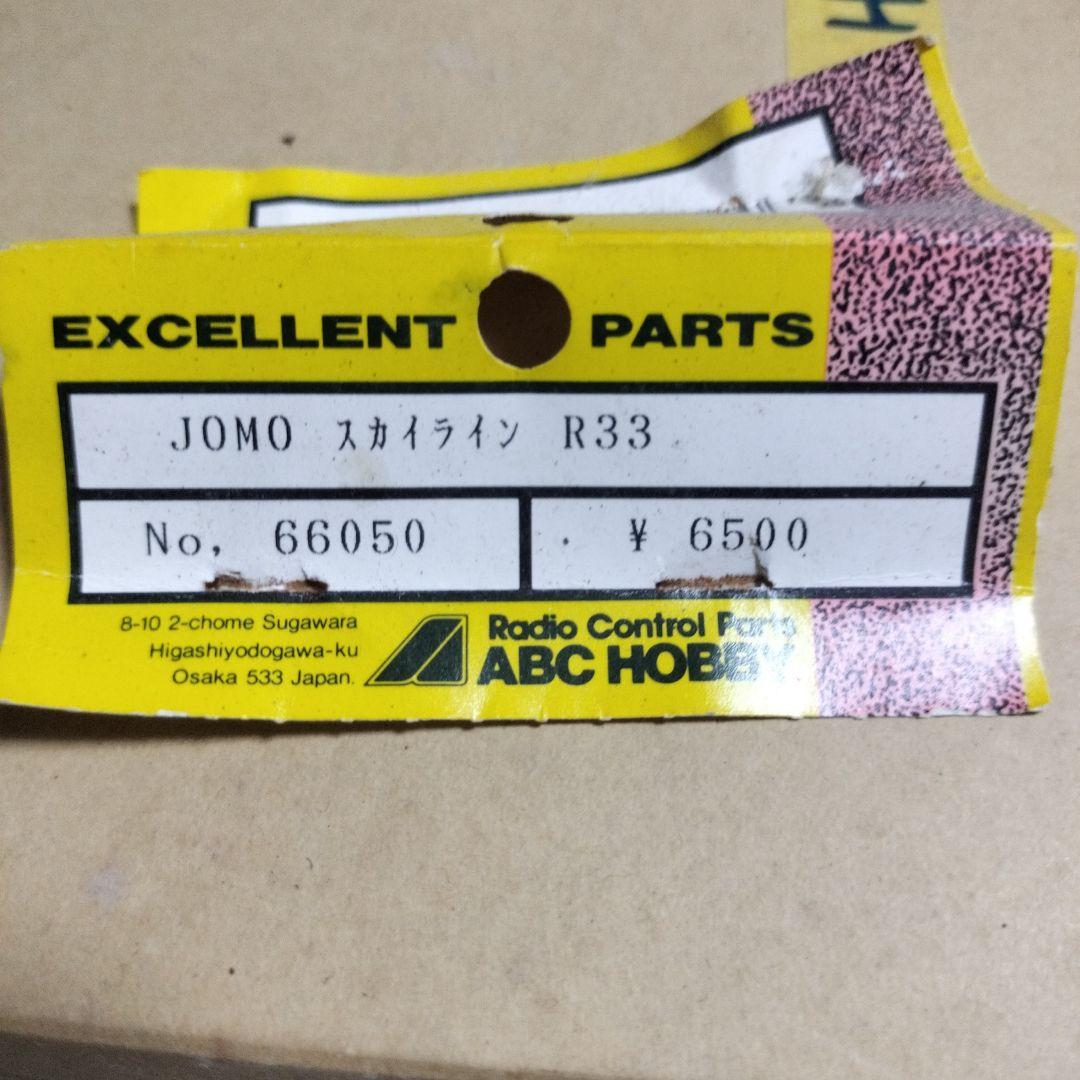 EXCELLENT PARTS
JOMO スカイライン R33
No, 66050
¥ 6500
8-10 2-chome Sugawara
Higashiyodogawa-ku
Osaka 533 Japan.
Radio Control Parts
ABC HOBBY